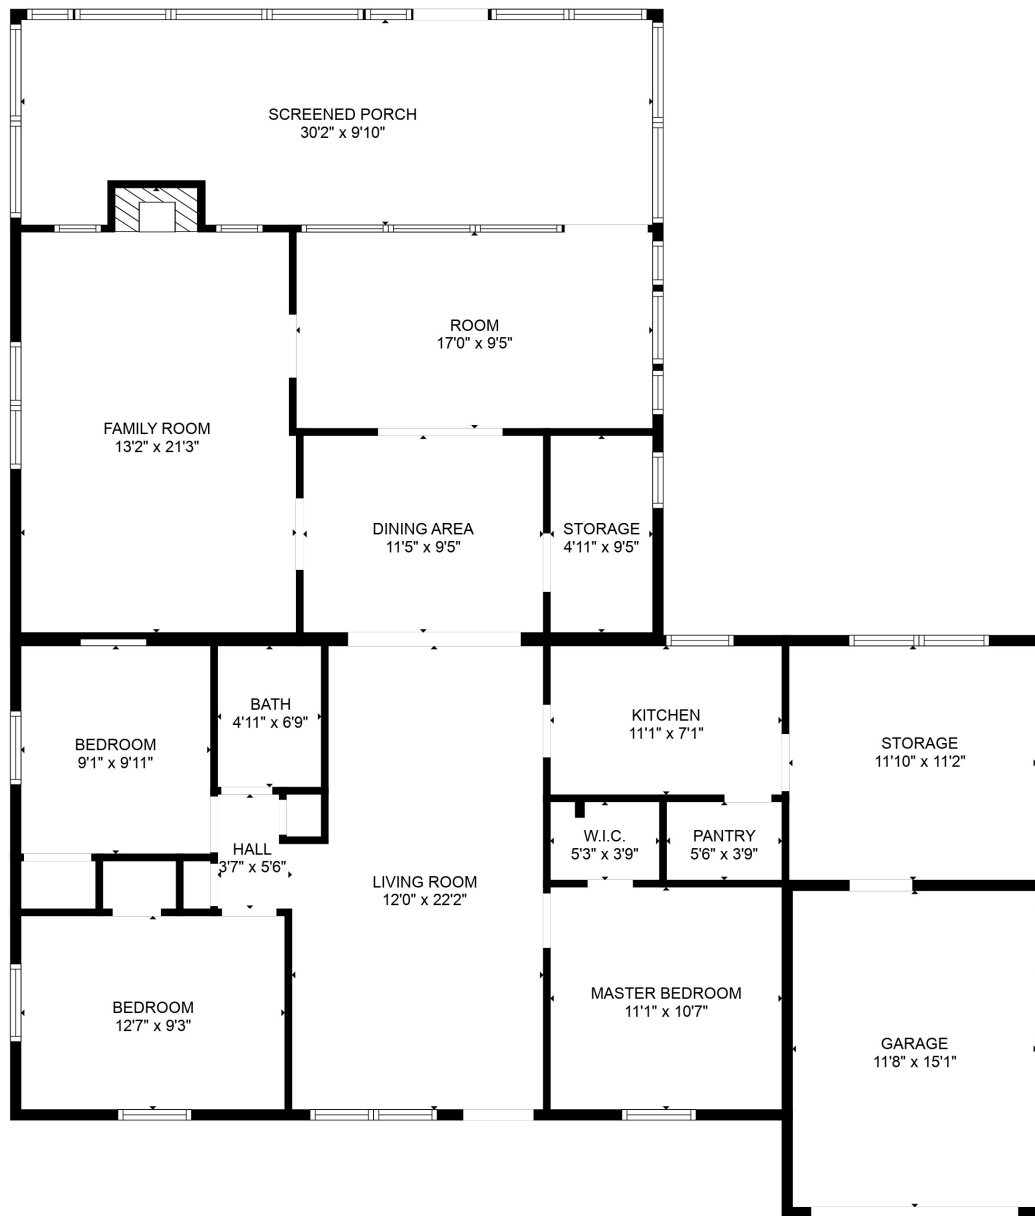 SCREENED PORCH
30'2" x 9'10"
ROOM
17'0" x 9'5"
FAMILY ROOM
13'2" x 21'3"
DINING AREA
11'5" x 9'5"
STORAGE
4'11" x 9'5"
BATH
4'11" x 6'9"
KITCHEN
11'1" x 7'1"
BEDROOM
9'1" x 9'11"
STORAGE
11'10" x 11'2"
HALL
3'7" x 5'6"
W.I.C.
5'3" x 3'9"
PANTRY
5'6" x 3'9"
LIVING ROOM
12'0" x 22'2"
BEDROOM
12'7" x 9'3"
MASTER BEDROOM
11'1" x 10'7"
GARAGE
11'8" x 15'1"